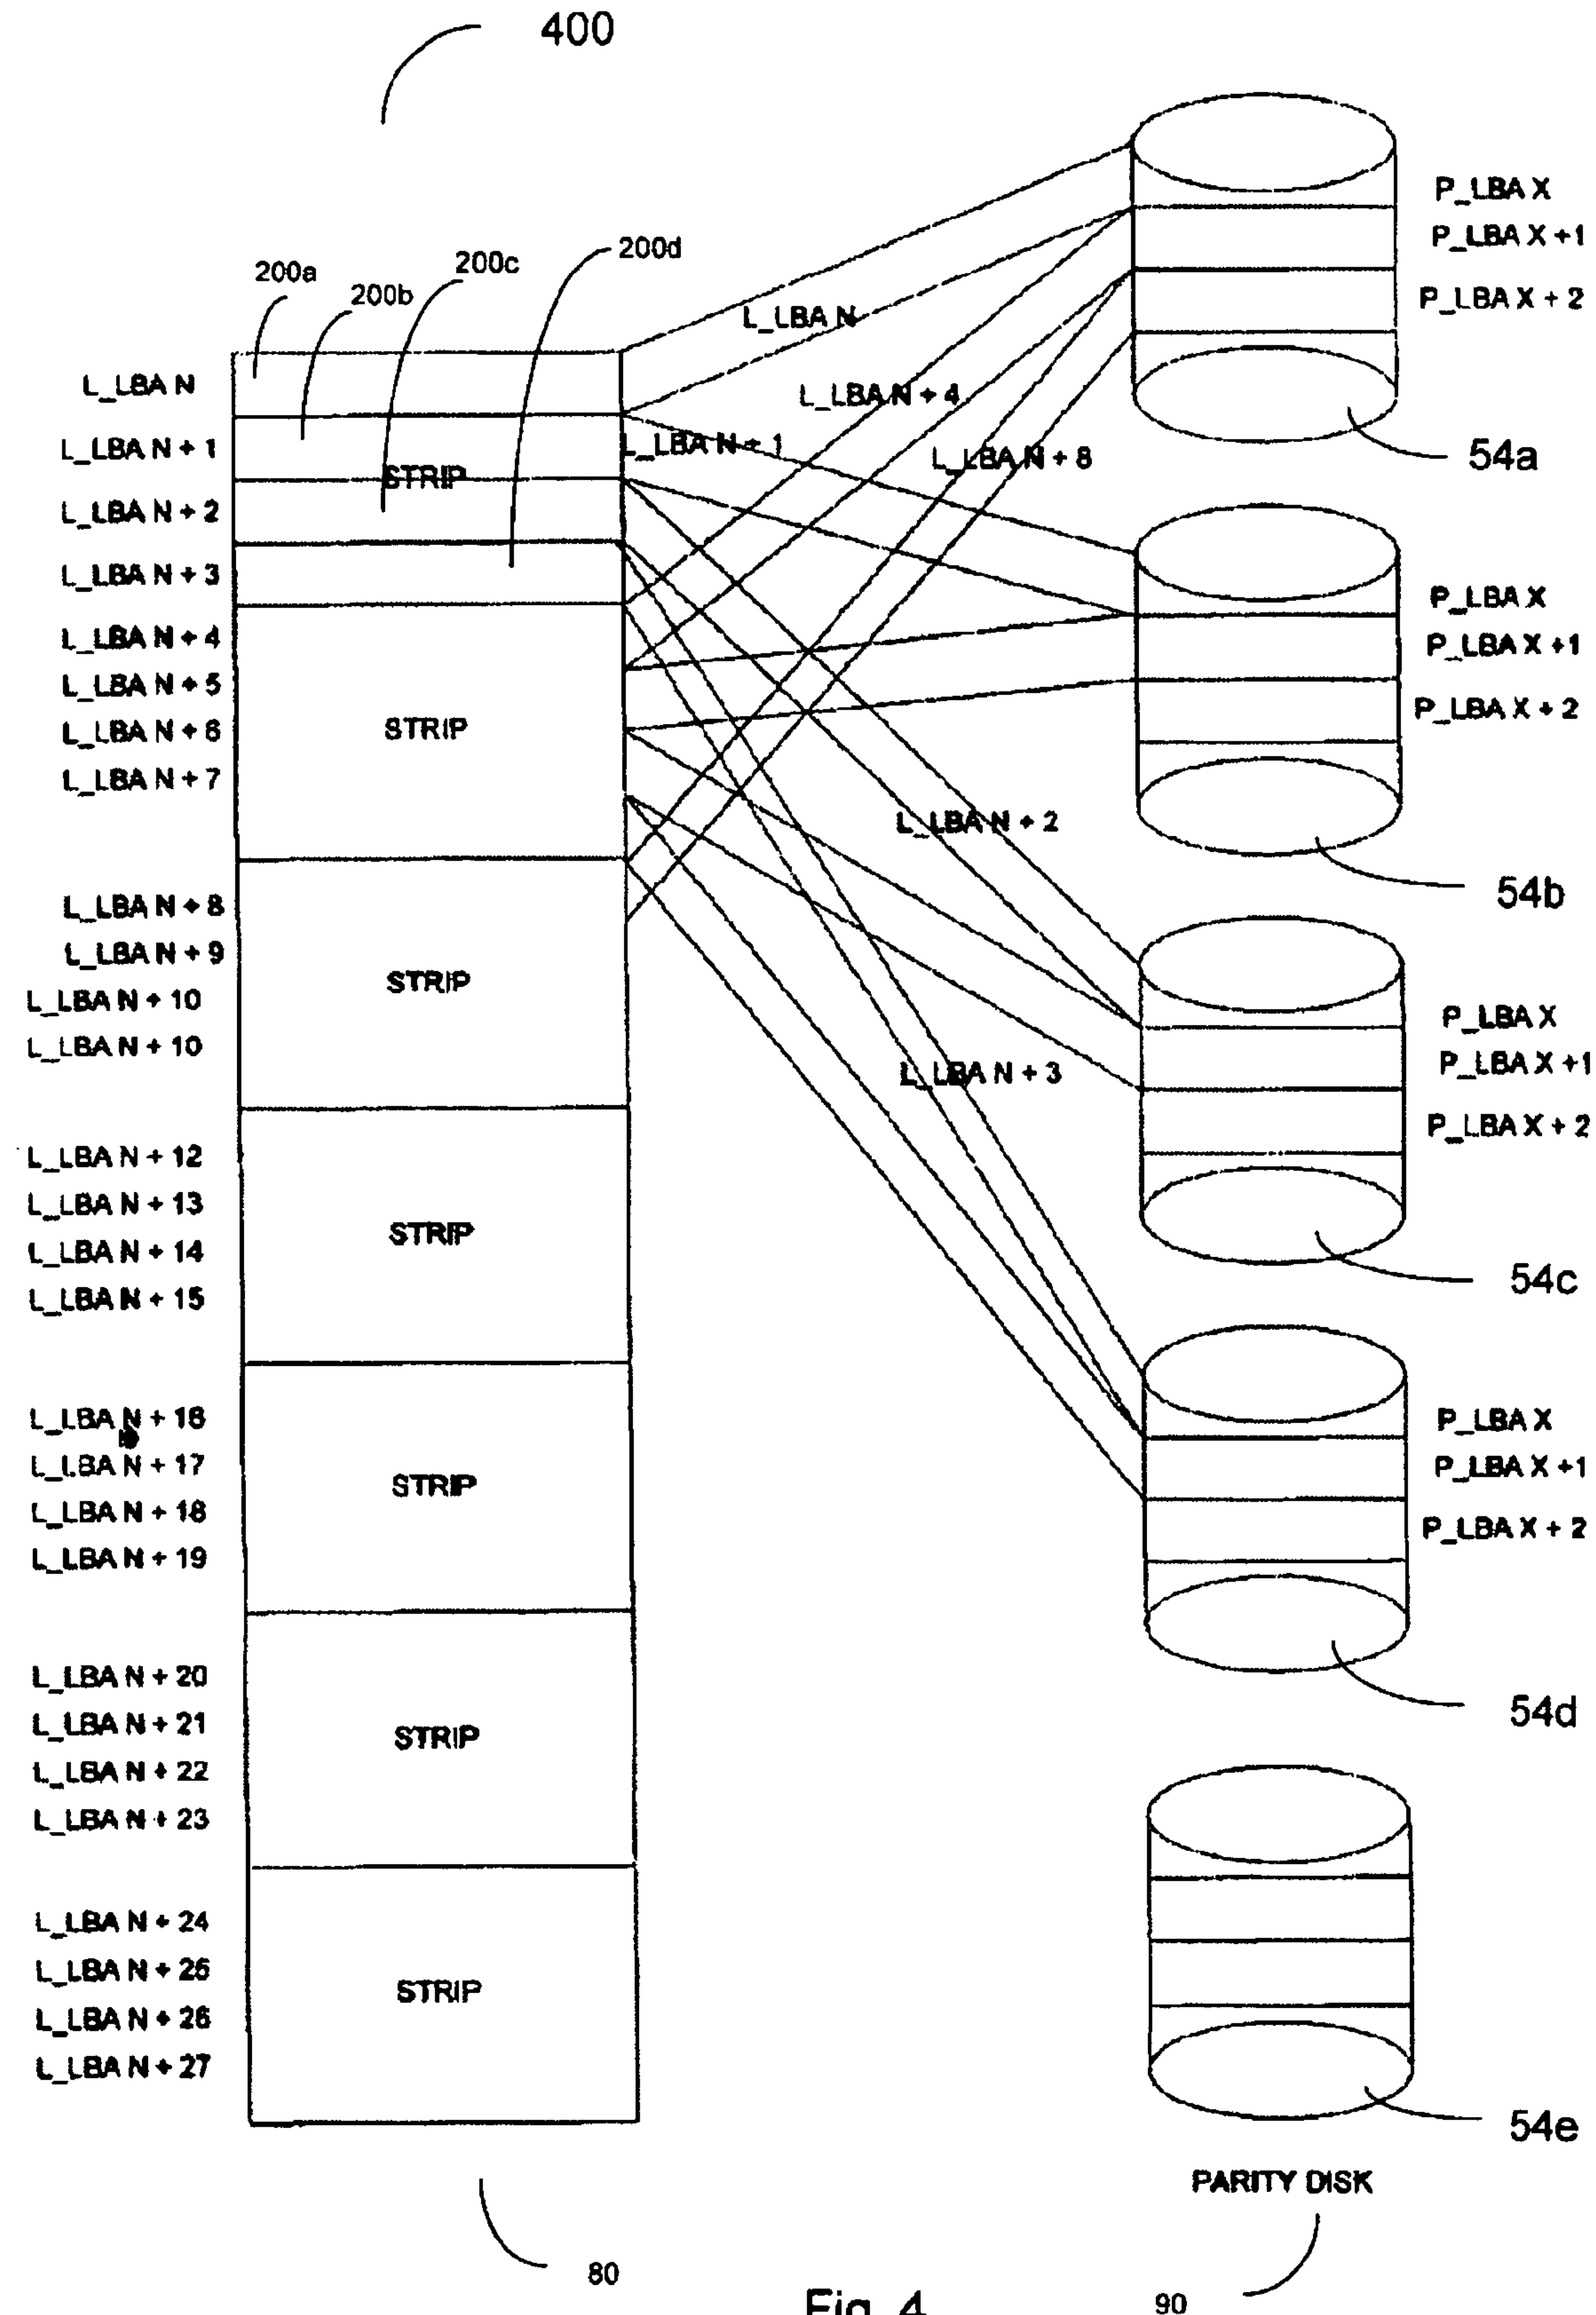 400
200a
200b
200c
200d
L_LBA N
L_LBA N + 1
L_LBA N + 2
L_LBA N + 3
STRIP
L_LBA N + 4
L_LBA N + 5
L_LBA N + 6
L_LBA N + 7
STRIP
L_LBA N + 8
L_LBA N + 9
L_LBA N + 10
L_LBA N + 10
STRIP
L_LBA N + 12
L_LBA N + 13
L_LBA N + 14
L_LBA N + 15
STRIP
L_LBA N + 16
L_LBA N + 17
L_LBA N + 18
L_LBA N + 19
STRIP
L_LBA N + 20
L_LBA N + 21
L_LBA N + 22
L_LBA N + 23
STRIP
L_LBA N + 24
L_LBA N + 25
L_LBA N + 26
L_LBA N + 27
STRIP
80
L_LBA N
L_LBA N + 4
L_LBA N + 1
L_LBA N + 8
L_LBA N + 2
L_LBA N + 3
P_LBA X
P_LBA X +1
P_LBA X + 2
54a
P_LBA X
P_LBA X +1
P_LBA X + 2
54b
P_LBA X
P_LBA X +1
P_LBA X + 2
54c
P_LBA X
P_LBA X +1
P_LBA X + 2
54d
54e
PARITY DISK
90
Fig. 4